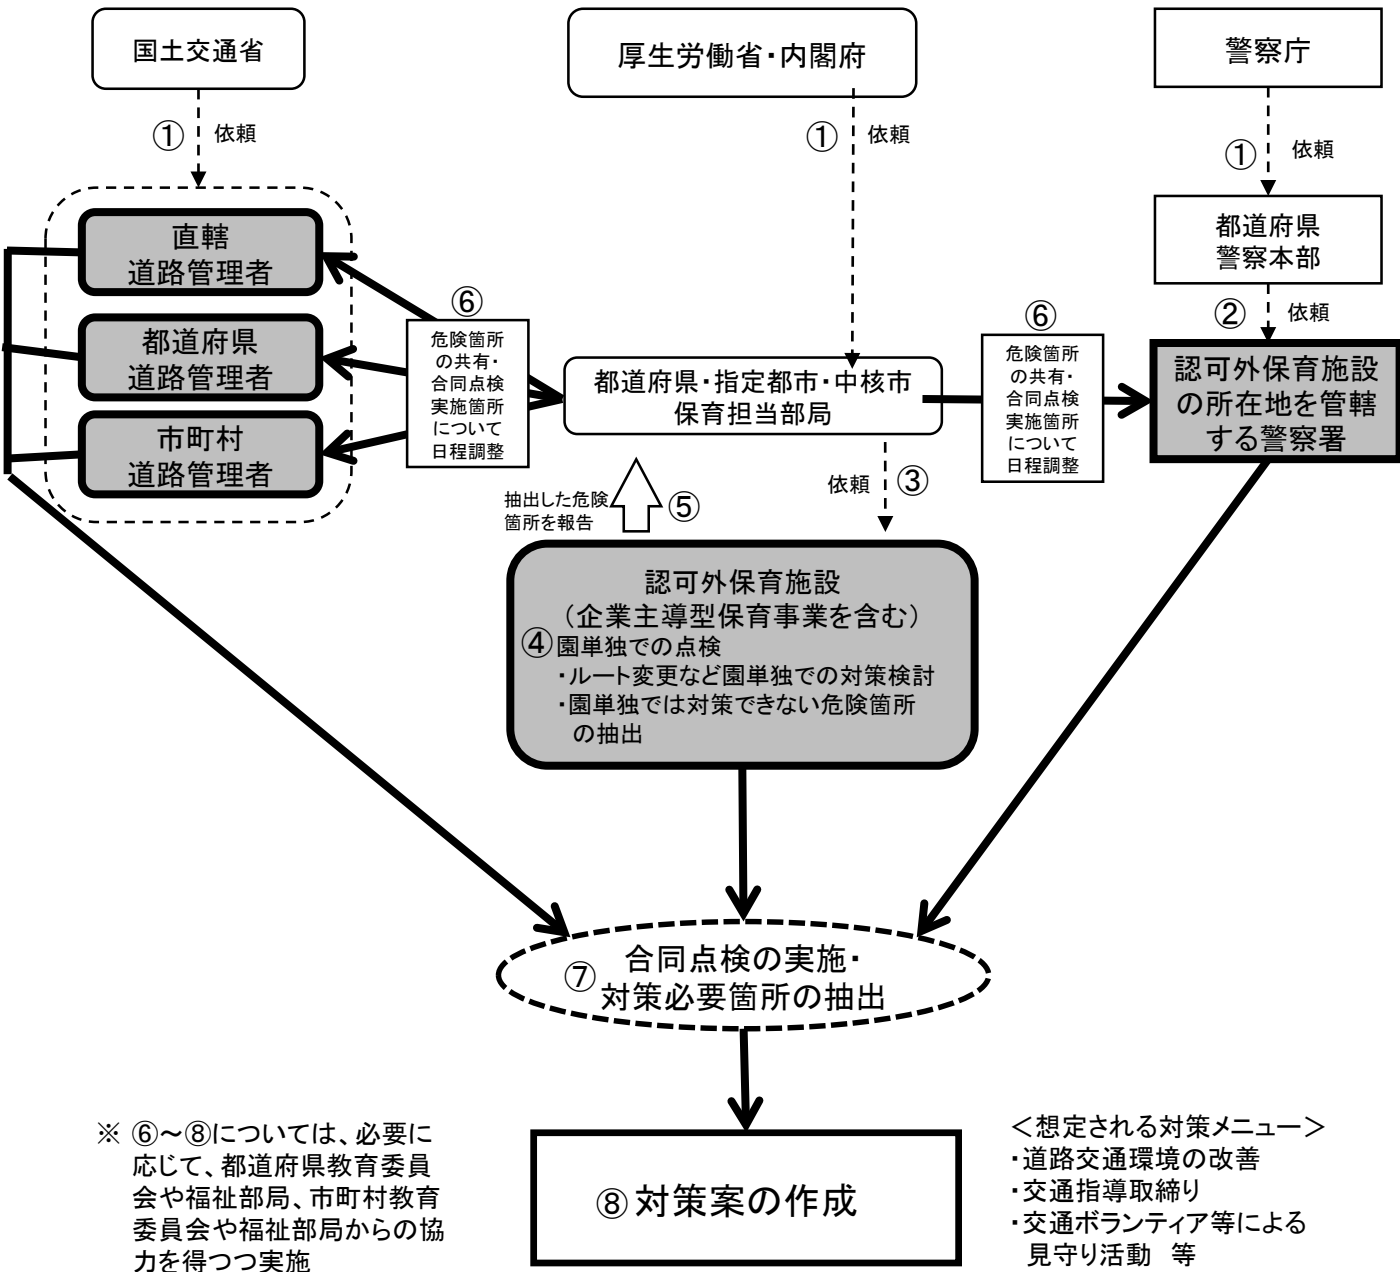 国土交通省
厚生労働省・内閣府
警察庁
① 依頼
① 依頼
① 依頼
直轄
道路管理者
都道府県
道路管理者
市町村
道路管理者
都道府県
警察本部
② 依頼
⑥
危険箇所
の共有・
合同点検
実施箇所
について
日程調整
都道府県・指定都市・中核市
保育担当部局
⑥
危険箇所
の共有・
合同点検
実施箇所
について
日程調整
認可外保育施設
の所在地を管轄
する警察署
抽出した危険
箇所を報告
⑤
依頼 ③
認可外保育施設
（企業主導型保育事業を含む）
④園単独での点検
・ルート変更など園単独での対策検討
・園単独では対策できない危険箇所
の抽出
⑦
合同点検の実施・
対策必要箇所の抽出
⑧対策案の作成
※ ⑥～⑧については、必要に
応じて、都道府県教育委員
会や福祉部局、市町村教育
委員会や福祉部局からの協
力を得つつ実施
＜想定される対策メニュー＞
・道路交通環境の改善
・交通指導取締り
・交通ボランティア等による
見守り活動　等